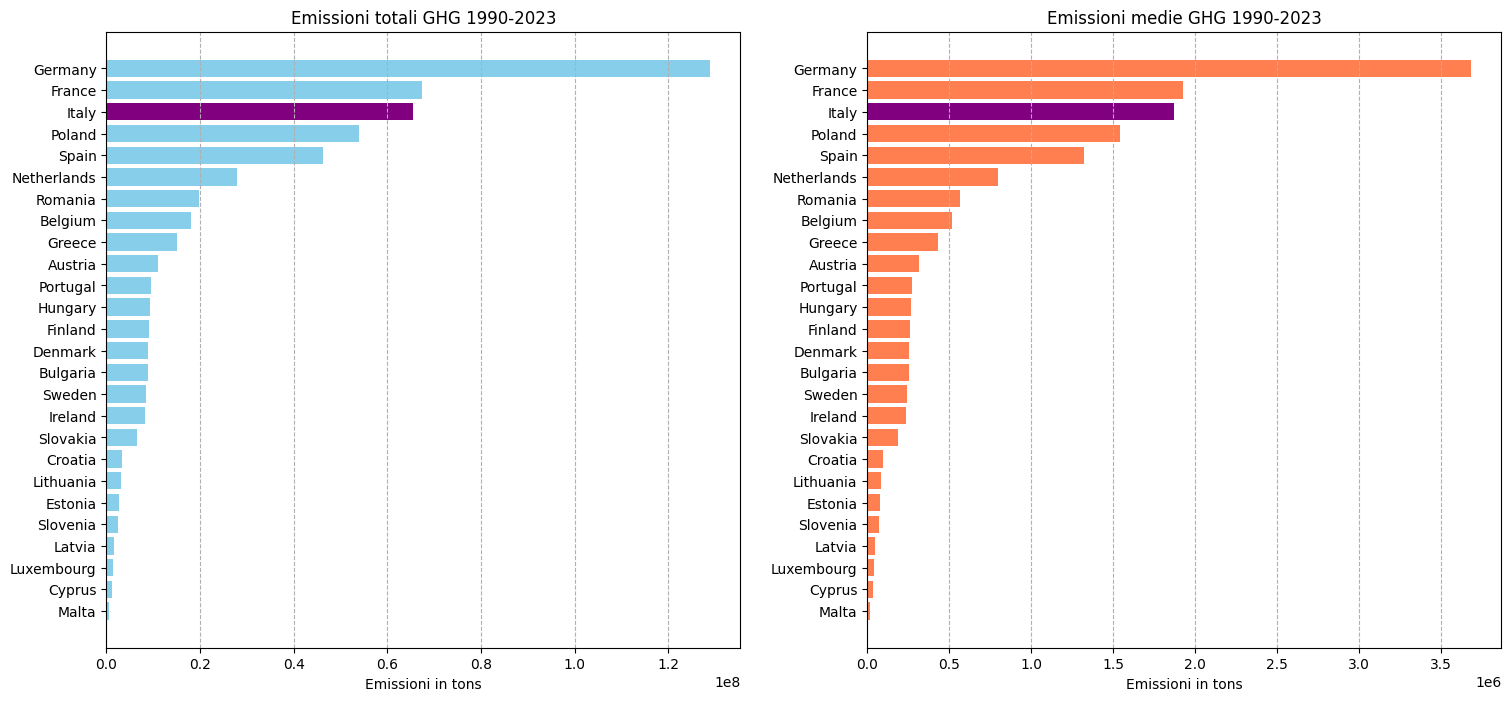 Emissioni totali GHG 1990-2023
Germany
France
Italy
Poland
Spain
Netherlands
Romania
Belgium
Greece
Austria
Portugal
Hungary
Finland
Denmark
Bulgaria
Sweden
Ireland
Slovakia
Croatia
Lithuania
Estonia
Slovenia
Latvia
Luxembourg
Cyprus
Malta
0.0 0.2 0.4 0.6 0.8 1.0 1.2
Emissioni in tons
1e8
Emissioni medie GHG 1990-2023
Germany
France
Italy
Poland
Spain
Netherlands
Romania
Belgium
Greece
Austria
Portugal
Hungary
Finland
Denmark
Bulgaria
Sweden
Ireland
Slovakia
Croatia
Lithuania
Estonia
Slovenia
Latvia
Luxembourg
Cyprus
Malta
0.0 0.5 1.0 1.5 2.0 2.5 3.0 3.5
Emissioni in tons
1e6